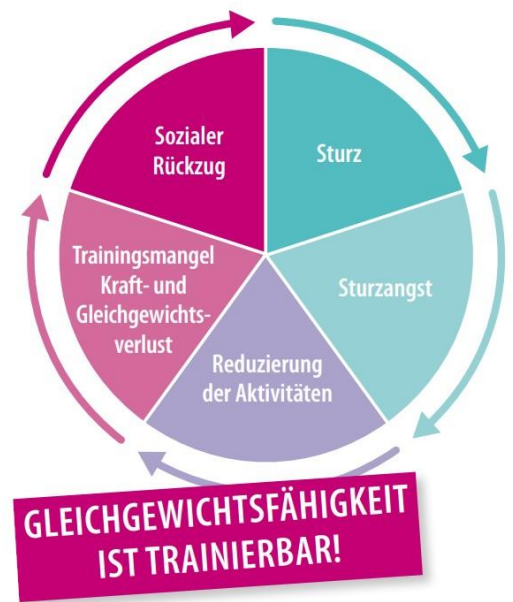 Sozialer
Rückzug
Sturz
Sturzangst
Reduzierung
der Aktivitäten
Trainingsmangel
Kraft- und
Gleichgewichts-
verlust
GLEICHGEWICHTSFÄHIGKEIT
IST TRAINIERBAR!